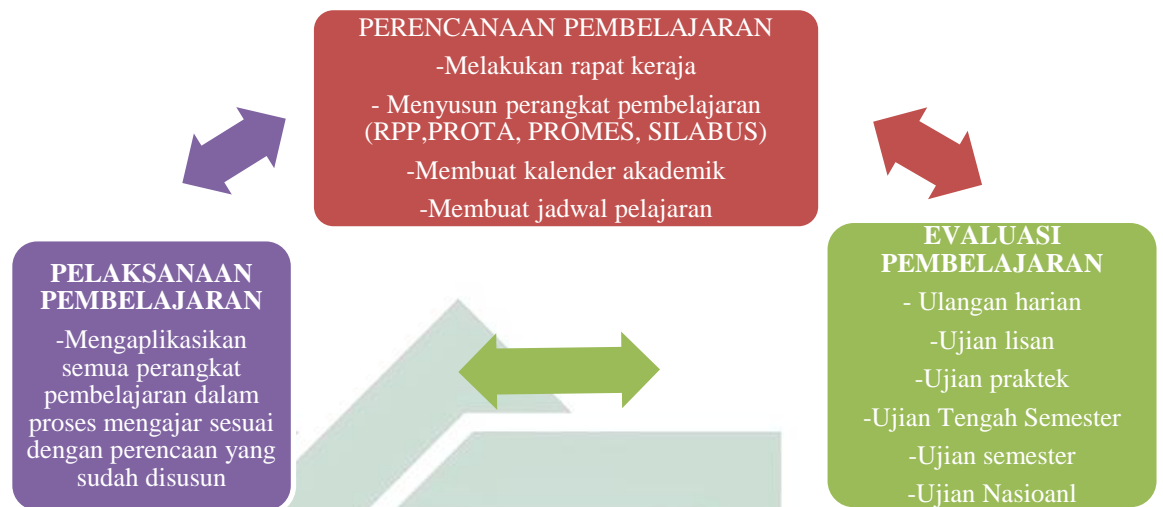 PERENCANAAN PEMBELAJARAN
-Melakukan rapat keraja
- Menyusun perangkat pembelajaran
(RPP,PROTA, PROMES, SILABUS)
-Membuat kalender akademik
-Membuat jadwal pelajaran
PELAKSANAAN
PEMBELAJARAN
-Mengaplikasikan
semua perangkat
pembelajaran dalam
proses mengajar sesuai
dengan perencaan yang
sudah disusun
EVALUASI
PEMBELAJARAN
- Ulangan harian
-Ujian lisan
-Ujian praktek
-Ujian Tengah Semester
-Ujian semester
-Ujian Nasioanl